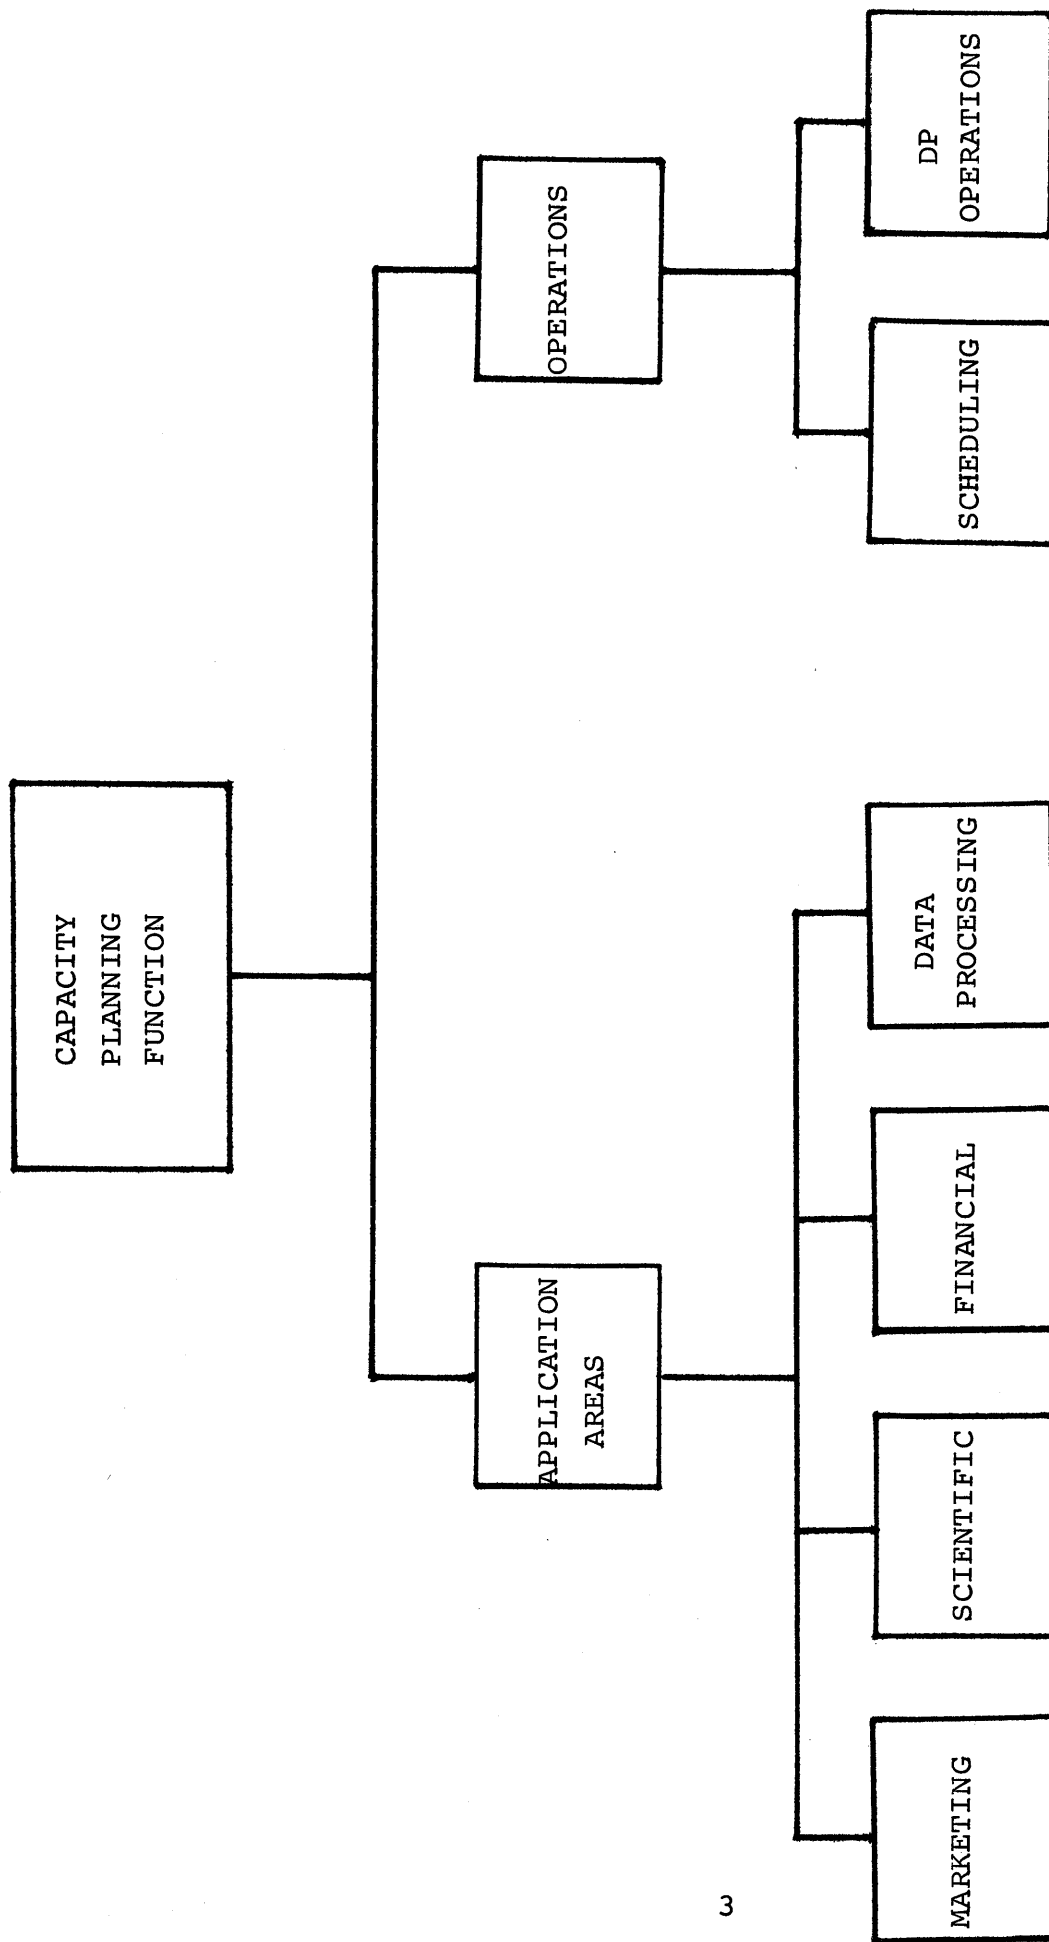 CAPACITY
PLANNING
FUNCTION
APPLICATION
AREAS
OPERATIONS
MARKETING
SCIENTIFIC
FINANCIAL
DATA
PROCESSING
SCHEDULING
DP
OPERATIONS
3